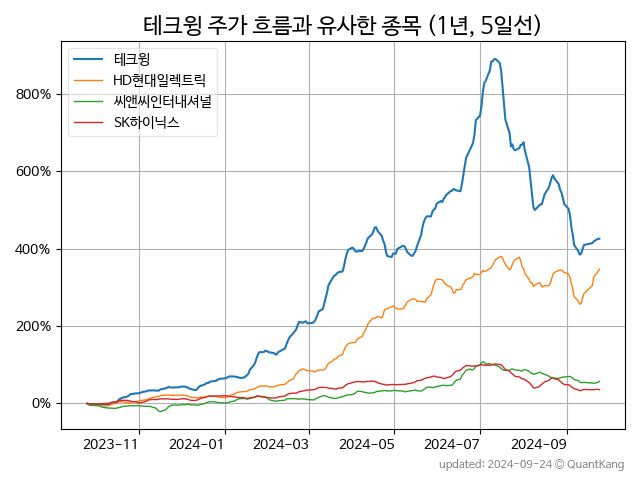 테크윙 주가 흐름과 유사한 종목 (1년, 5일선)
테크윙
HD현대일렉트릭
씨앤씨인터내셔널
SK하이닉스
800%
600%
400%
200%
0%
2023-11 2024-01 2024-03 2024-05 2024-07 2024-09
updated: 2024-09-24 © QuantKang